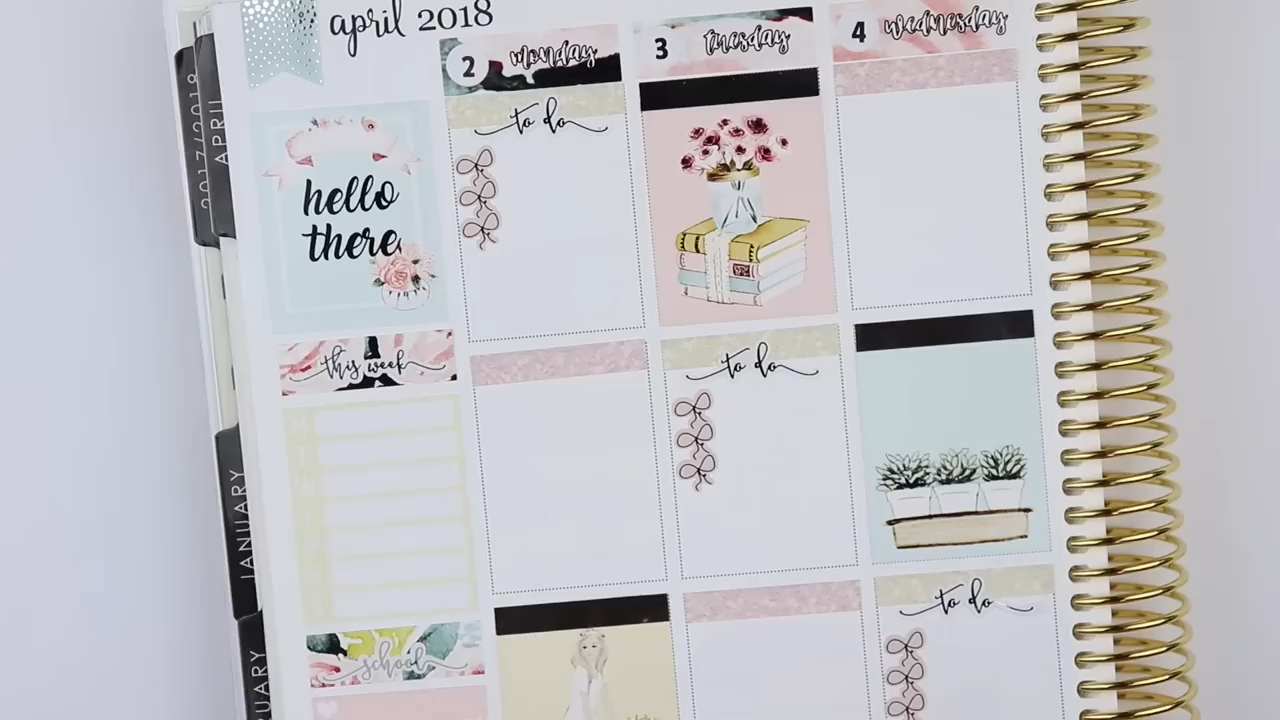 april 2018
2 monday
3 tuesday
4 wednesday
to do
hello
there
this week
to do
to do
school
2017/2018
APRIL
JANUARY